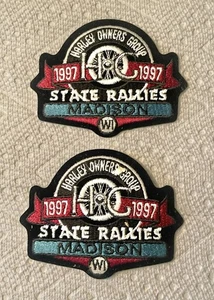 HARLEY OWNERS GROUP
1997 HOG 1997
STATE RALLIES
MADISON
WI
HARLEY OWNERS GROUP
1997 HOG 1997
STATE RALLIES
MADISON
WI